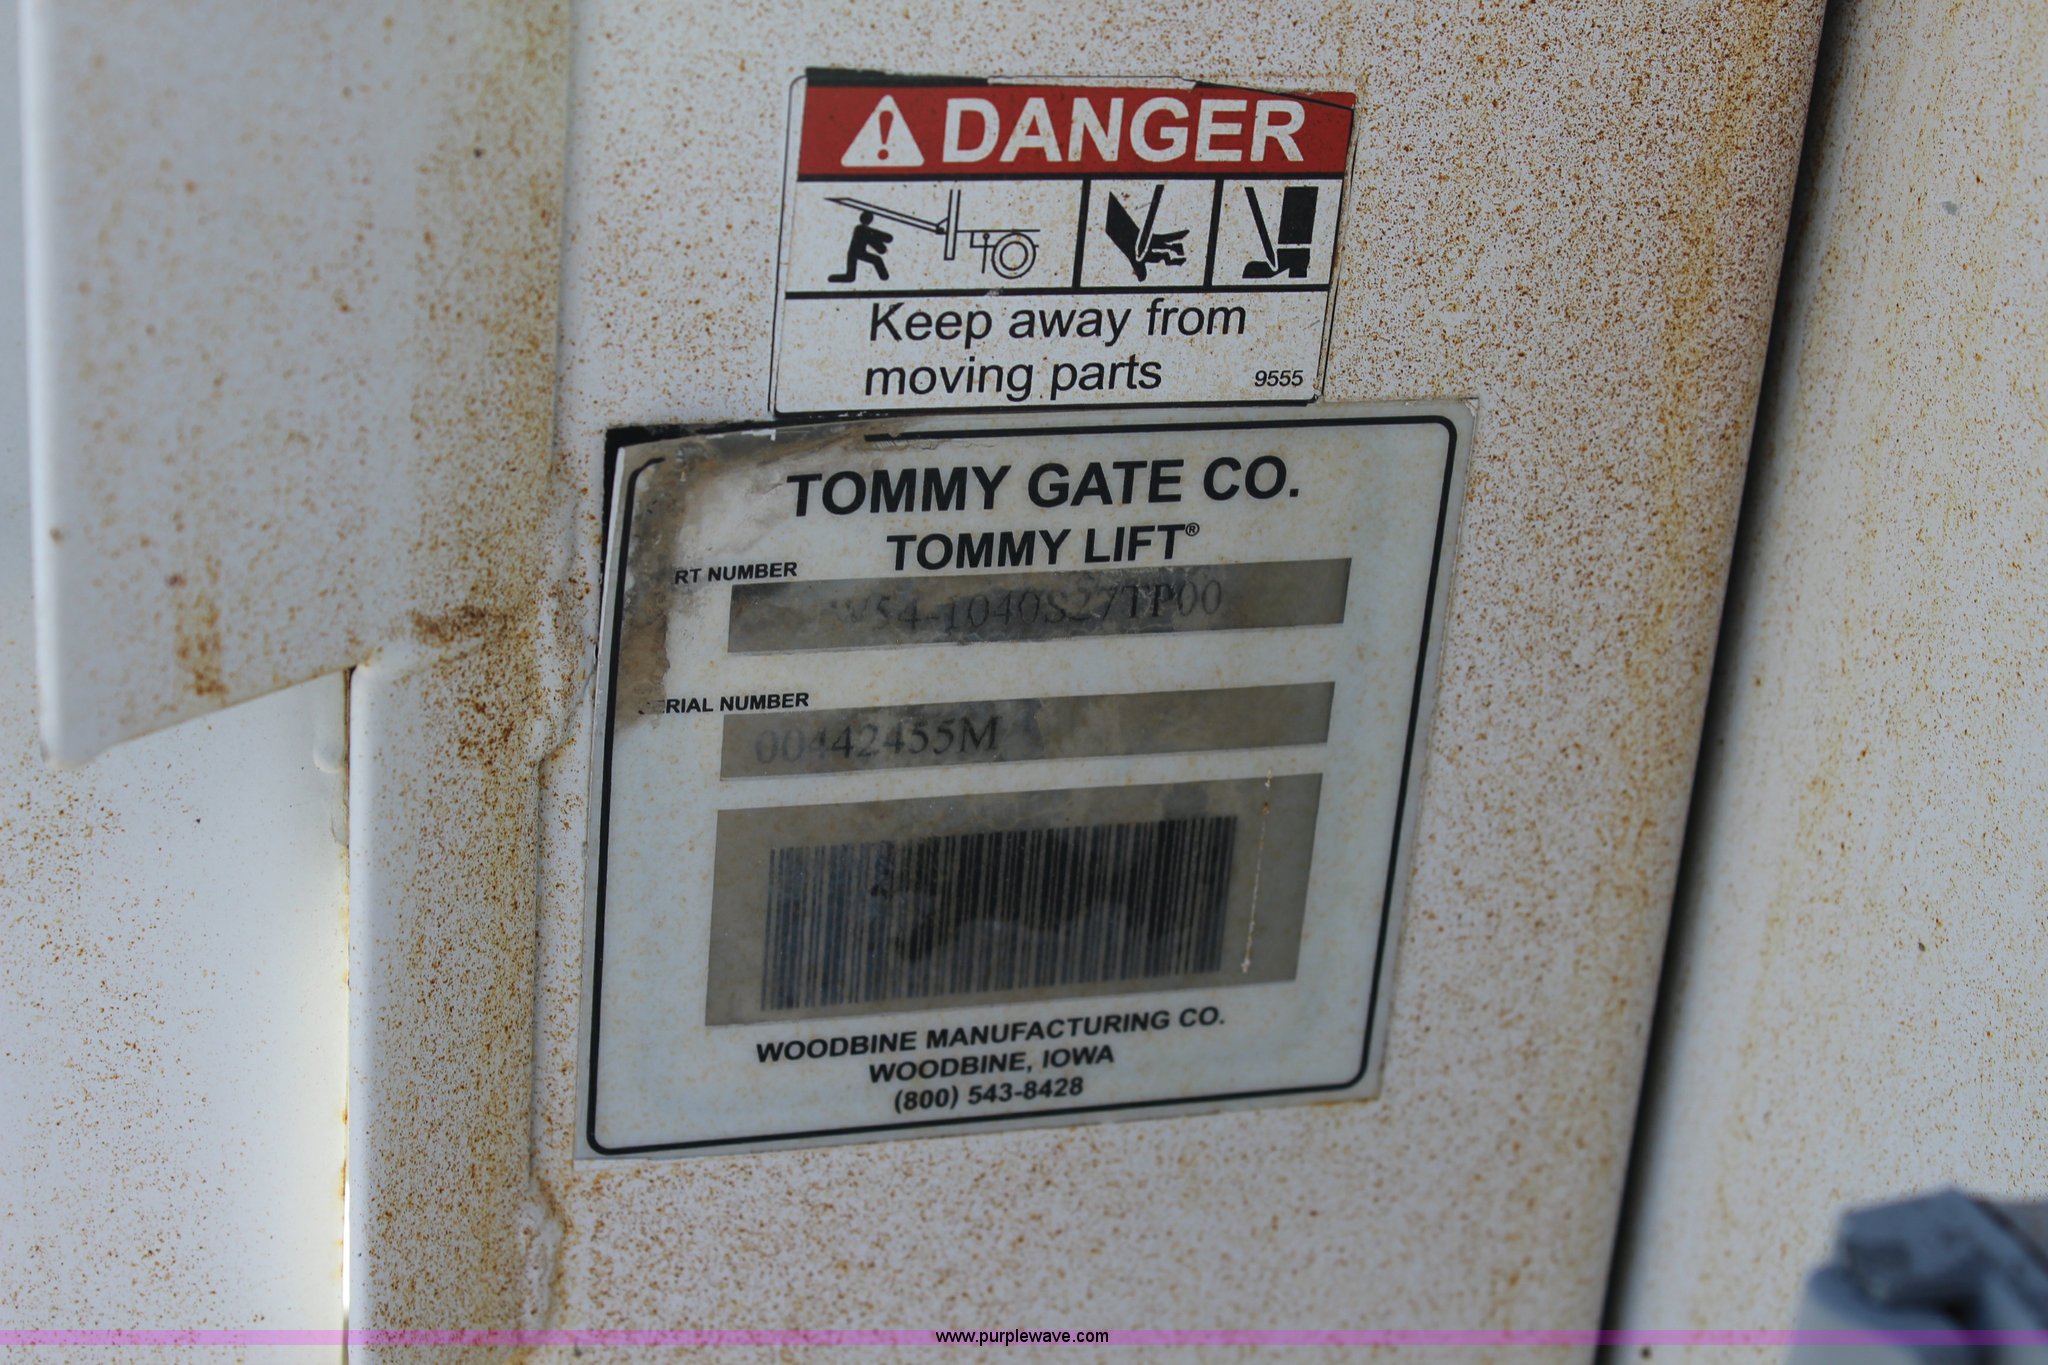 DANGER
Keep away from
moving parts
9555
TOMMY GATE CO.
TOMMY LIFT®
RT NUMBER
W54-1040S27TP00
ERIAL NUMBER
00442455M
WOODBINE MANUFACTURING CO.
WOODBINE, IOWA
(800) 543-8428
www.purplewave.com